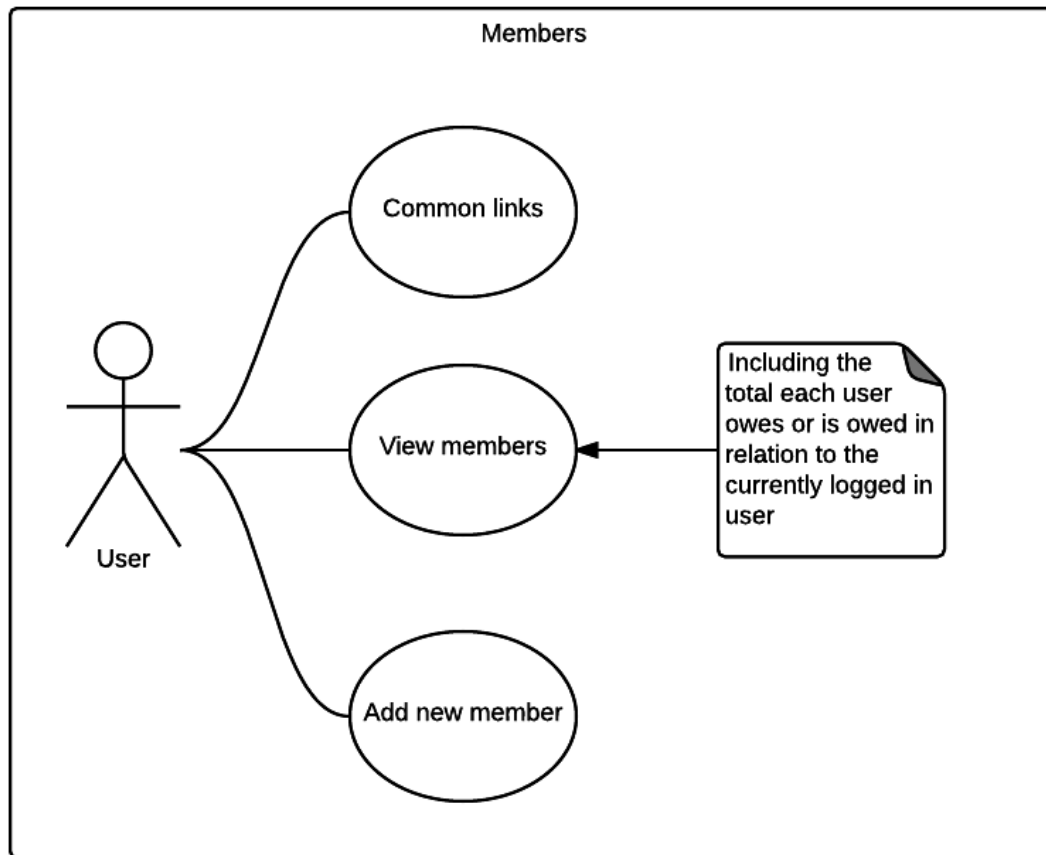 Members
Common links
View members
Including the
total each user
owes or is owed in
relation to the
currently logged in
user
User
Add new member